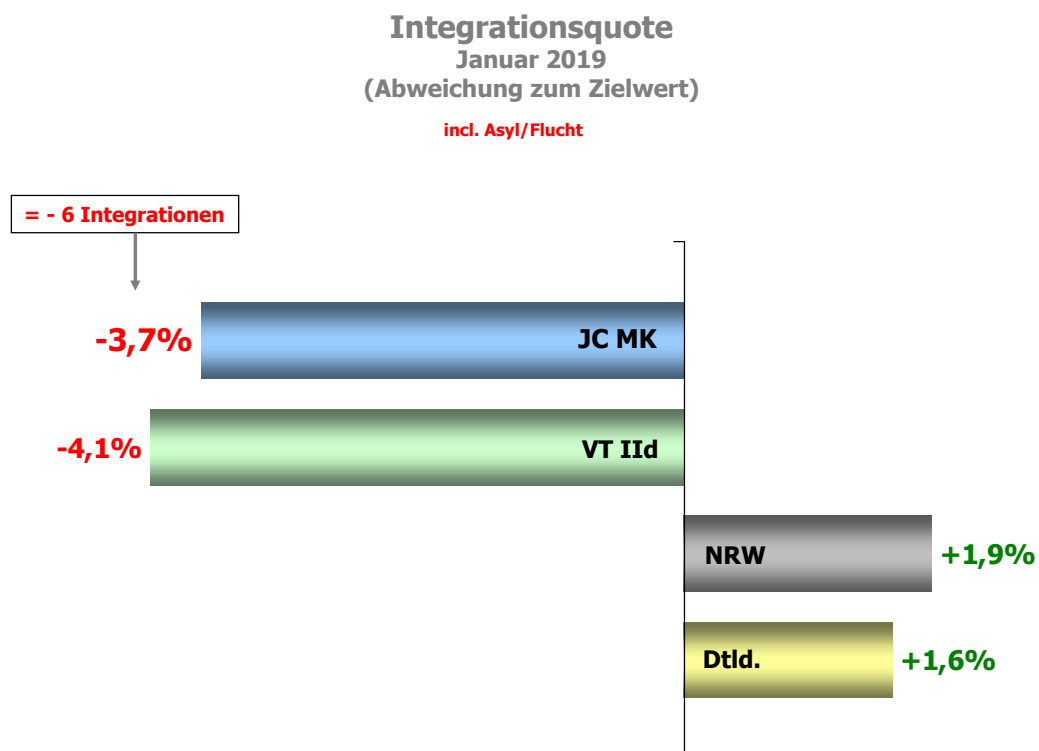 Integrationsquote
Januar 2019
(Abweichung zum Zielwert)
incl. Asyl/Flucht
= - 6 Integrationen
-3,7%
JC MK
-4,1%
VT IId
NRW
+1,9%
Dtld.
+1,6%